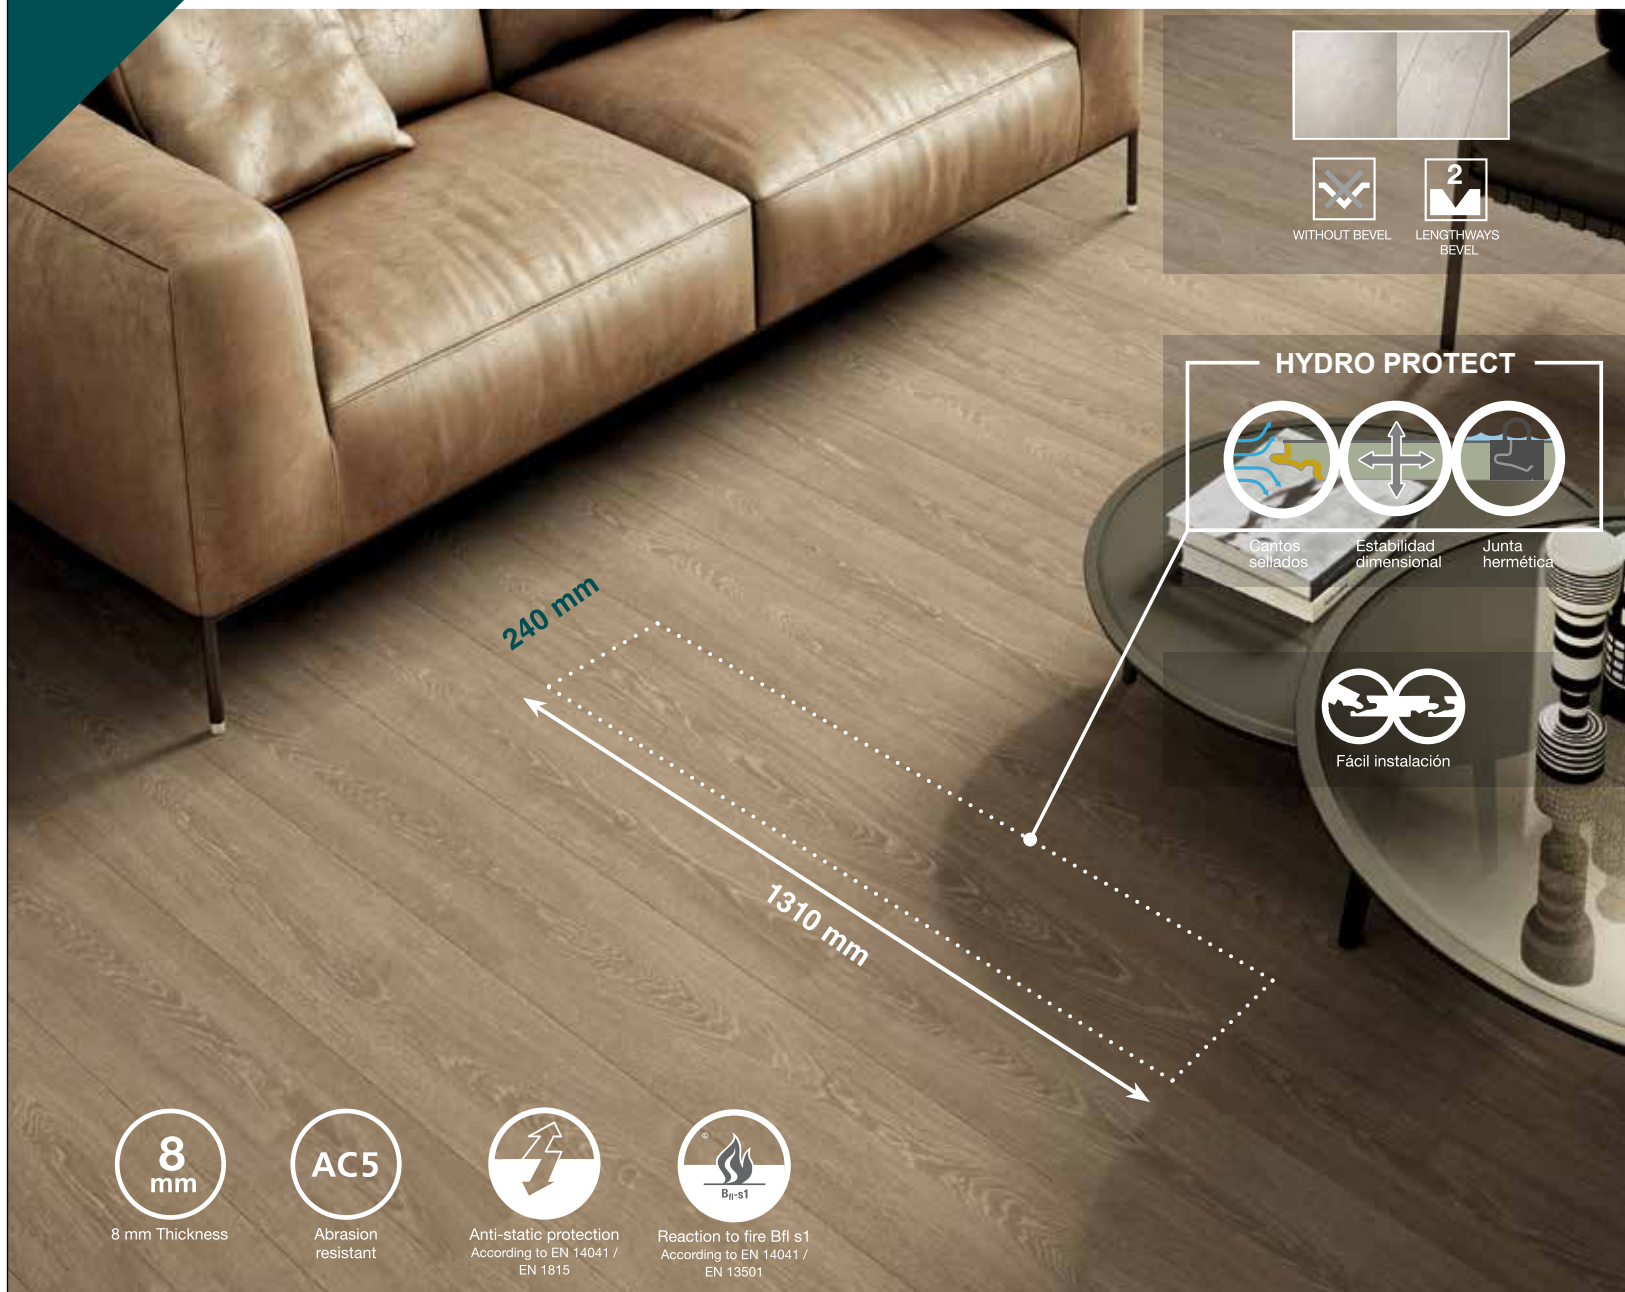 2
WITHOUT BEVEL
LENGTHWAYS
BEVEL
HYDRO PROTECT
Cantos
sellados
Estabilidad
dimensional
Junta
hermética
240 mm
Fácil instalación
1310 mm
8
mm
8 mm Thickness
AC5
Abrasion
resistant
Anti-static protection
According to EN 14041 /
EN 1815
©
Bfl-s1
Reaction to fire Bfl s1
According to EN 14041 /
EN 13501